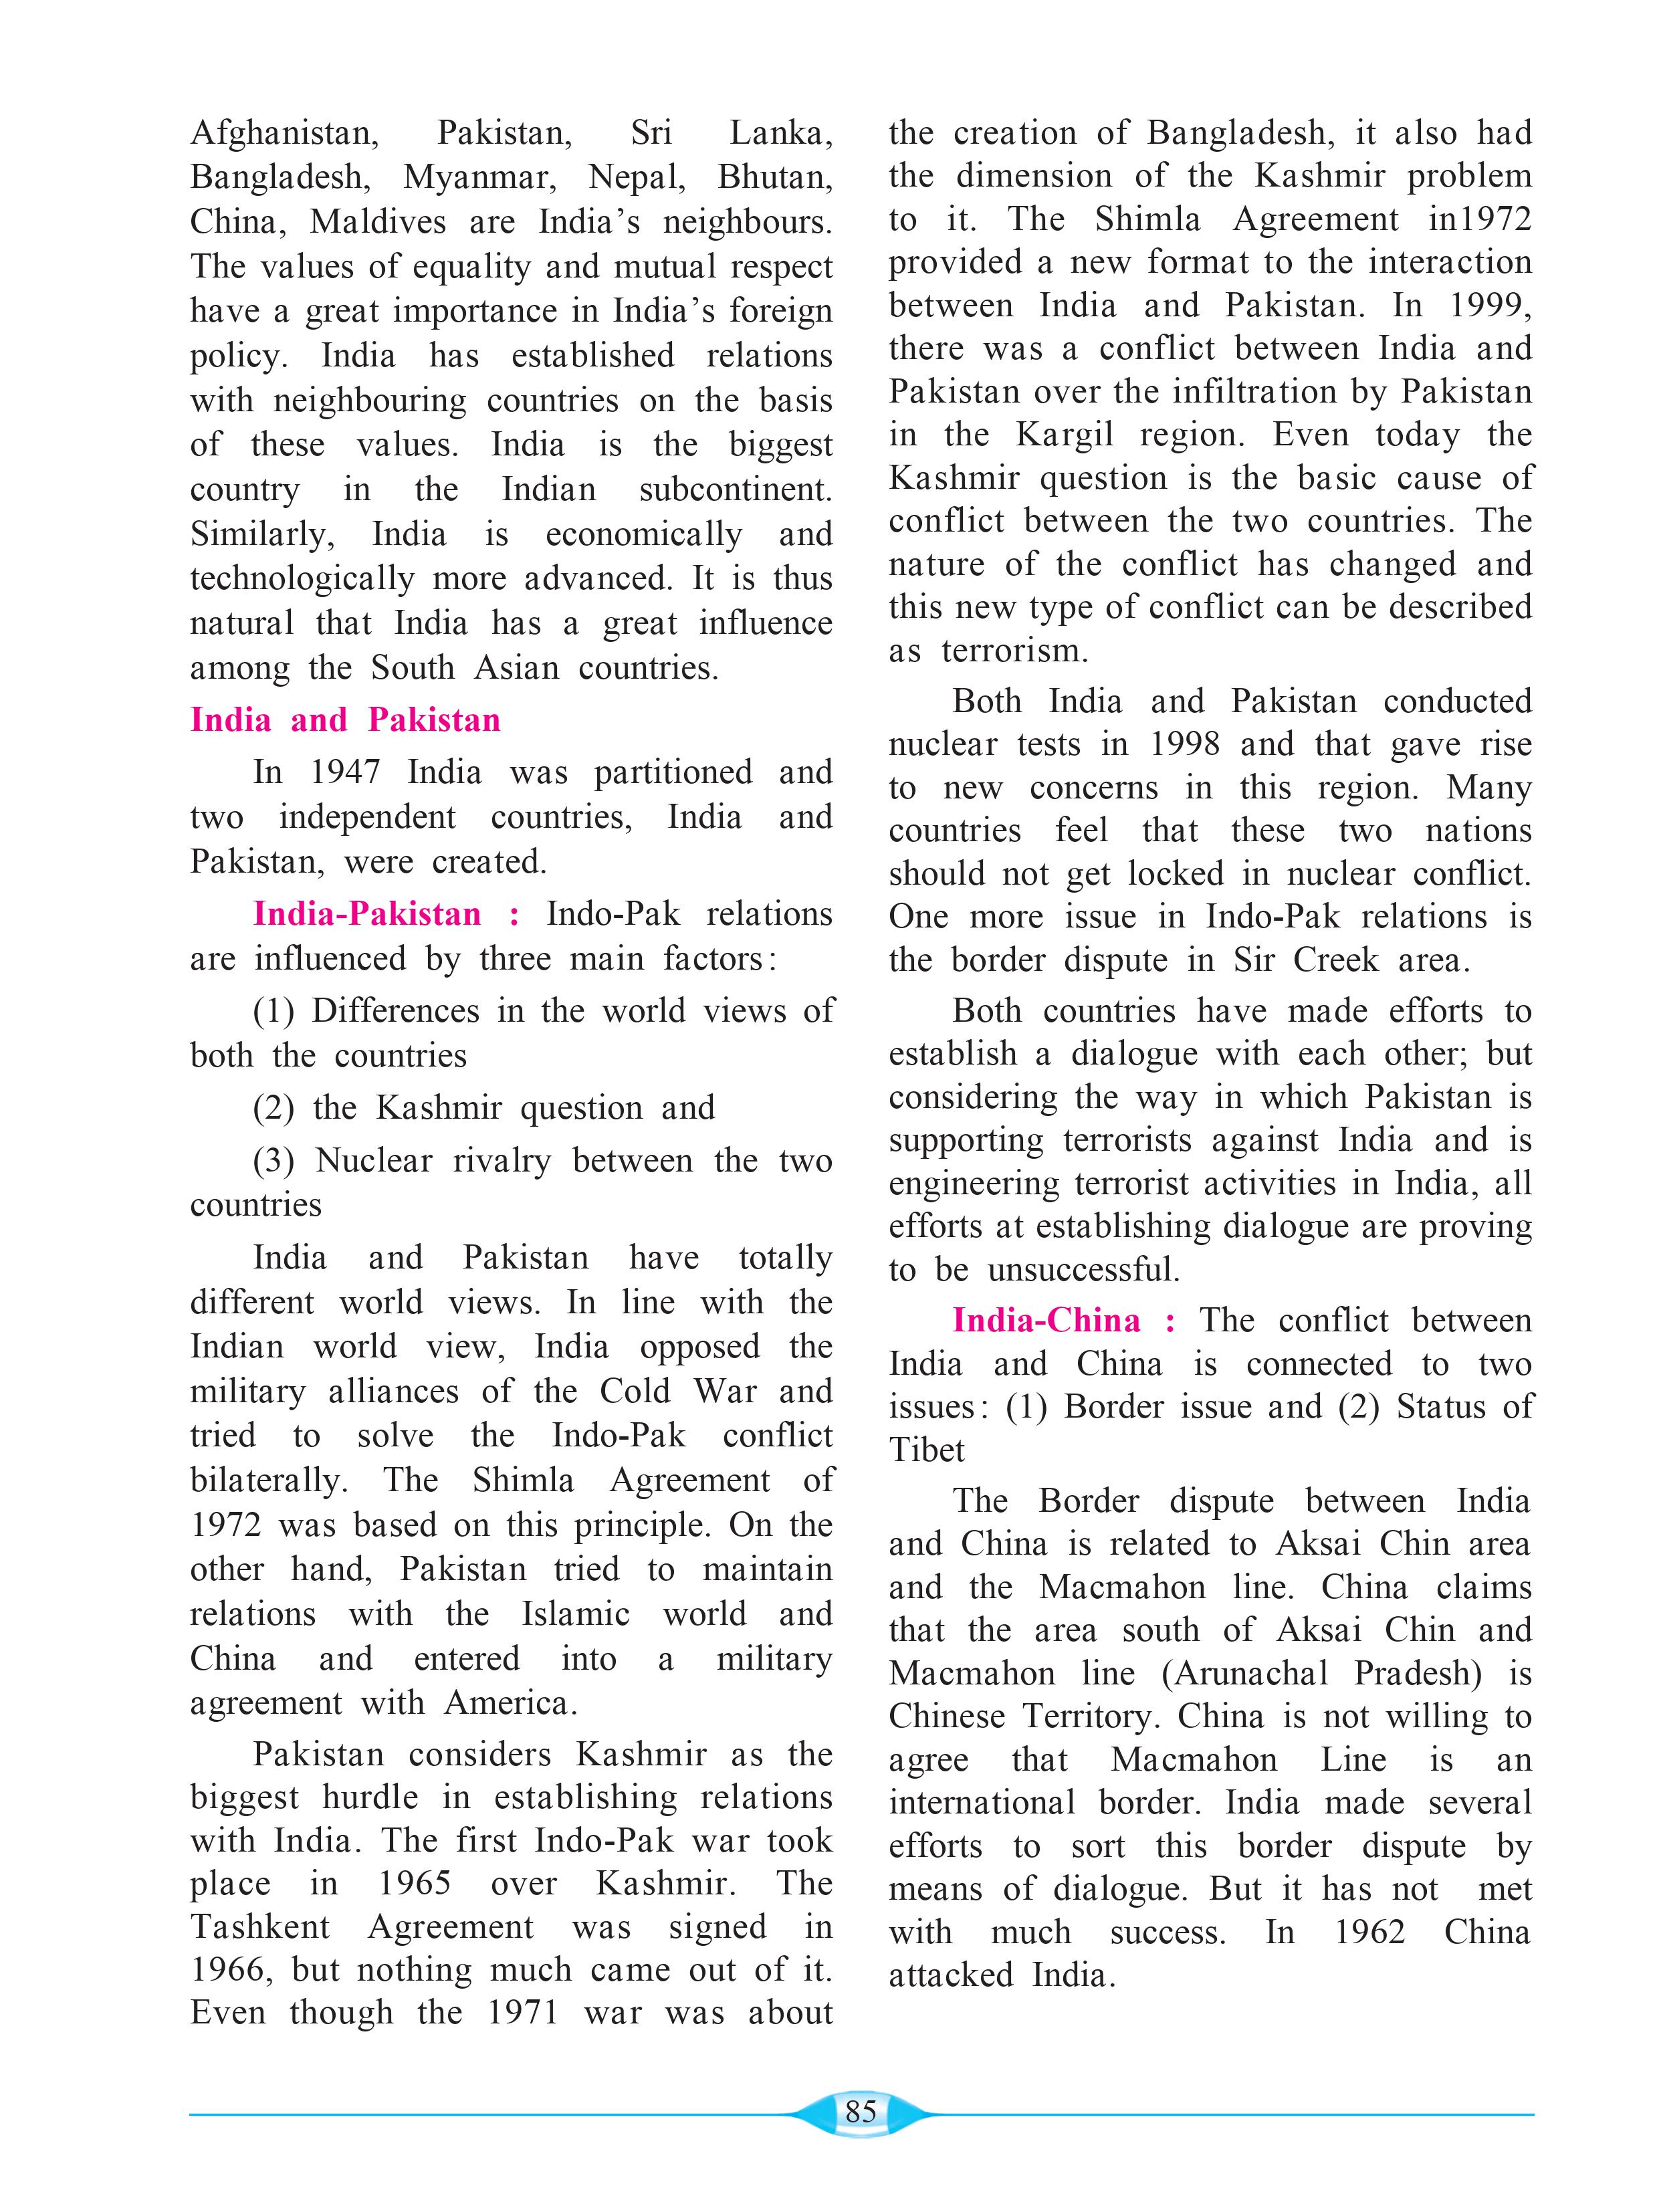 Afghanistan, Pakistan, Sri Lanka,
Bangladesh, Myanmar, Nepal, Bhutan,
China, Maldives are India’s neighbours.
The values of equality and mutual respect
have a great importance in India’s foreign
policy. India has established relations
with neighbouring countries on the basis
of these values. India is the biggest
country in the Indian subcontinent.
Similarly, India is economically and
technologically more advanced. It is thus
natural that India has a great influence
among the South Asian countries.
India and Pakistan
In 1947 India was partitioned and
two independent countries, India and
Pakistan, were created.
India-Pakistan : Indo-Pak relations
are influenced by three main factors:
(1) Differences in the world views of
both the countries
(2) the Kashmir question and
(3) Nuclear rivalry between the two
countries
India and Pakistan have totally
different world views. In line with the
Indian world view, India opposed the
military alliances of the Cold War and
tried to solve the Indo-Pak conflict
bilaterally. The Shimla Agreement of
1972 was based on this principle. On the
other hand, Pakistan tried to maintain
relations with the Islamic world and
China and entered into a military
agreement with America.
Pakistan considers Kashmir as the
biggest hurdle in establishing relations
with India. The first Indo-Pak war took
place in 1965 over Kashmir. The
Tashkent Agreement was signed in
1966, but nothing much came out of it.
Even though the 1971 war was about
the creation of Bangladesh, it also had
the dimension of the Kashmir problem
to it. The Shimla Agreement in1972
provided a new format to the interaction
between India and Pakistan. In 1999,
there was a conflict between India and
Pakistan over the infiltration by Pakistan
in the Kargil region. Even today the
Kashmir question is the basic cause of
conflict between the two countries. The
nature of the conflict has changed and
this new type of conflict can be described
as terrorism.
Both India and Pakistan conducted
nuclear tests in 1998 and that gave rise
to new concerns in this region. Many
countries feel that these two nations
should not get locked in nuclear conflict.
One more issue in Indo-Pak relations is
the border dispute in Sir Creek area.
Both countries have made efforts to
establish a dialogue with each other; but
considering the way in which Pakistan is
supporting terrorists against India and is
engineering terrorist activities in India, all
efforts at establishing dialogue are proving
to be unsuccessful.
India-China : The conflict between
India and China is connected to two
issues: (1) Border issue and (2) Status of
Tibet
The Border dispute between India
and China is related to Aksai Chin area
and the Macmahon line. China claims
that the area south of Aksai Chin and
Macmahon line (Arunachal Pradesh) is
Chinese Territory. China is not willing to
agree that Macmahon Line is an
international border. India made several
efforts to sort this border dispute by
means of dialogue. But it has not met
with much success. In 1962 China
attacked India.
85